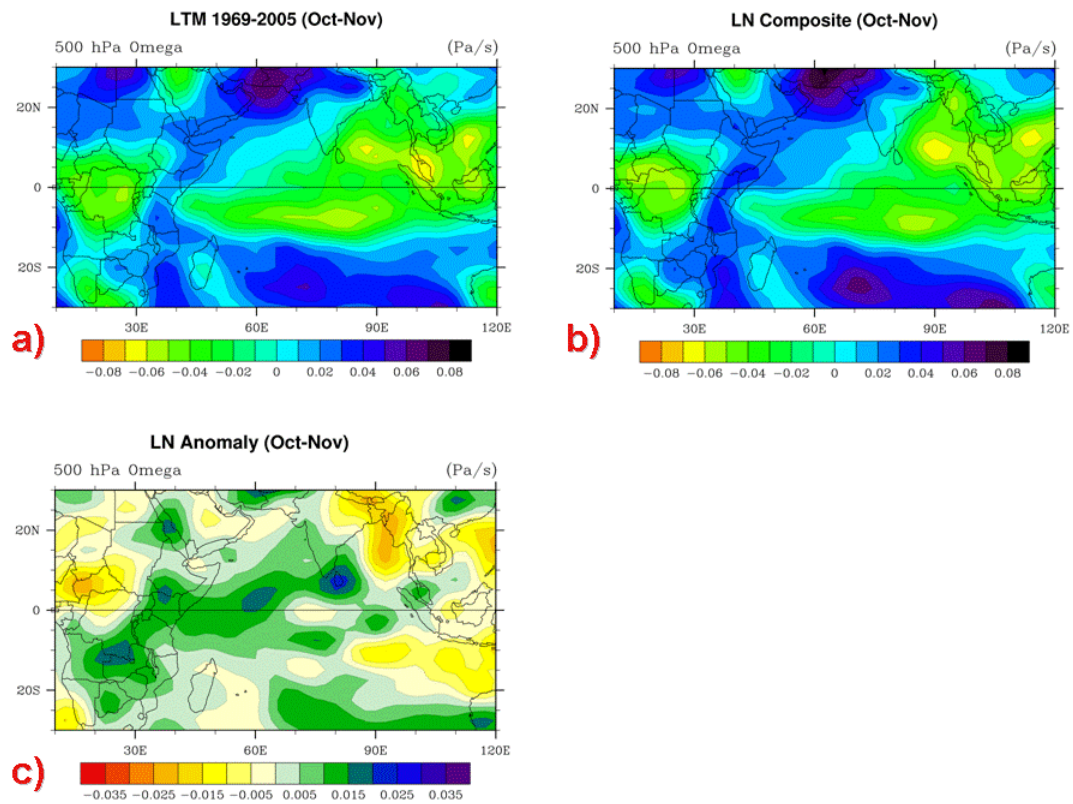 LTM 1969-2005 (Oct-Nov)
500 hPa Omega (Pa/s)
20N
0
20S
30E 60E 90E 120E
a)
−0.08 −0.06 −0.04 −0.02 0 0.02 0.04 0.06 0.08
LN Composite (Oct-Nov)
500 hPa Omega (Pa/s)
20N
0
20S
30E 60E 90E 120E
b)
−0.08 −0.06 −0.04 −0.02 0 0.02 0.04 0.06 0.08
LN Anomaly (Oct-Nov)
500 hPa Omega (Pa/s)
20N
0
20S
30E 60E 90E 120E
c)
−0.035 −0.025 −0.015 −0.005 0.005 0.015 0.025 0.035